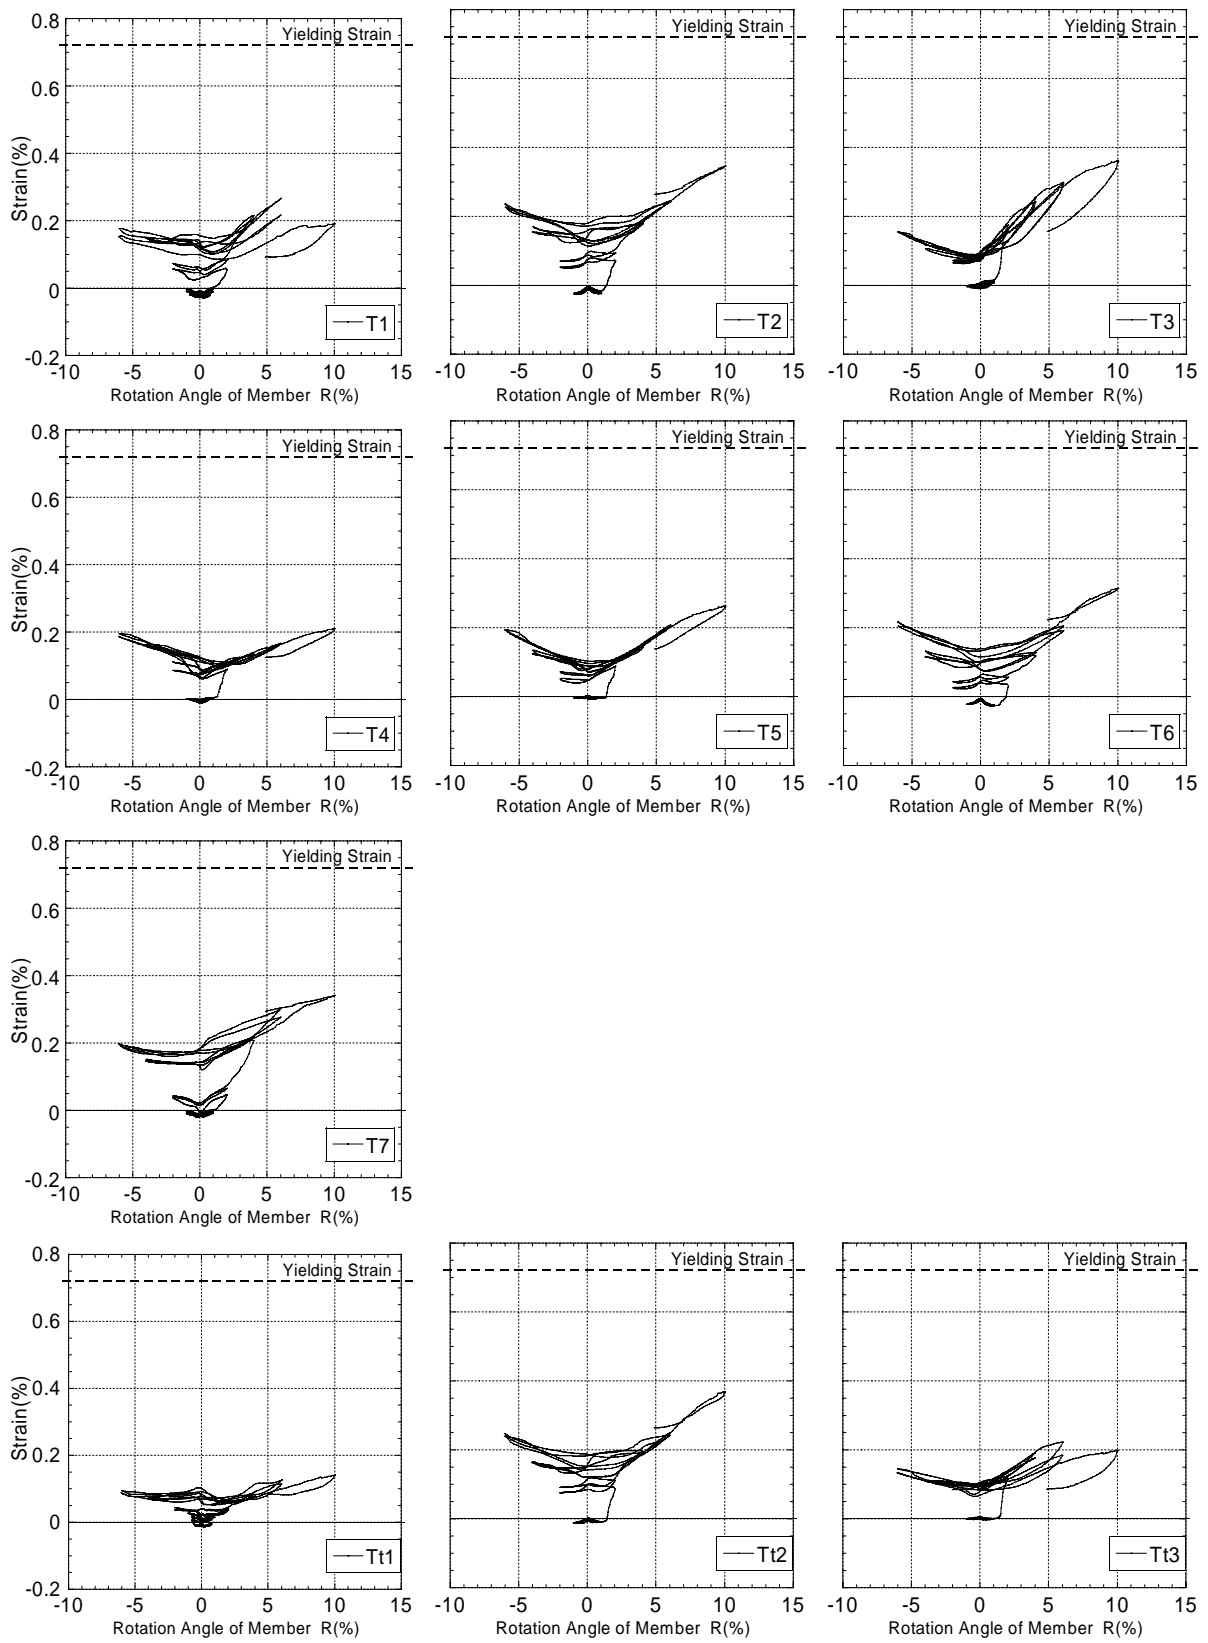 0.8
Yielding Strain
Yielding Strain
Yielding Strain
0.6
0.4
Strain(%)
0.2
0
T1
T2
T3
-0.2
-10 -5 0 5 10 15
-10 -5 0 5 10 15
-10 -5 0 5 10 15
Rotation Angle of Member R(%)
Rotation Angle of Member R(%)
Rotation Angle of Member R(%)
0.8
Yielding Strain
Yielding Strain
Yielding Strain
0.6
0.4
Strain(%)
0.2
0
T4
T5
T6
-0.2
-10 -5 0 5 10 15
-10 -5 0 5 10 15
-10 -5 0 5 10 15
Rotation Angle of Member R(%)
Rotation Angle of Member R(%)
Rotation Angle of Member R(%)
0.8
Yielding Strain
0.6
0.4
Strain(%)
0.2
0
T7
-0.2
-10 -5 0 5 10 15
Rotation Angle of Member R(%)
0.8
Yielding Strain
Yielding Strain
Yielding Strain
0.6
0.4
Strain(%)
0.2
0
Tt1
Tt2
Tt3
-0.2
-10 -5 0 5 10 15
-10 -5 0 5 10 15
-10 -5 0 5 10 15
Rotation Angle of Member R(%)
Rotation Angle of Member R(%)
Rotation Angle of Member R(%)